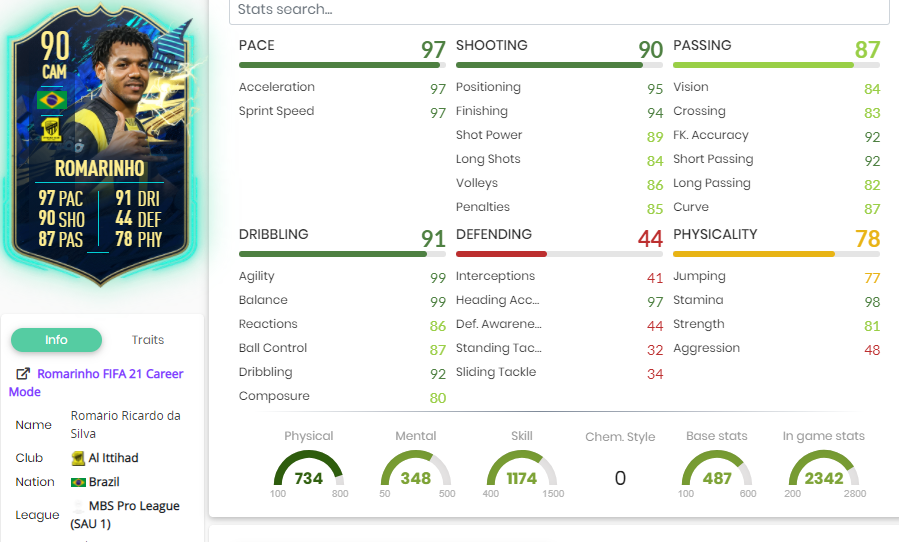 90
CAM
ROMARINHO
97 PAC 91 DRI
90 SHO 44 DEF
87 PAS 78 PHY
Info Traits
Romarinho FIFA 21 Career
Mode
Name Romário Ricardo da
Silva
Club Al Ittihad
Nation Brazil
League MBS Pro League
(SAU 1)
Stats search...
PACE 97
Acceleration 97
Sprint Speed 97
SHOOTING 90
Positioning 95
Finishing 94
Shot Power 89
Long Shots 84
Volleys 86
Penalties 85
PASSING 87
Vision 84
Crossing 83
FK. Accuracy 92
Short Passing 92
Long Passing 82
Curve 87
DRIBBLING 91
Agility 99
Balance 99
Reactions 86
Ball Control 87
Dribbling 92
Composure 80
DEFENDING 44
Interceptions 41
Heading Acc... 97
Def. Awarene... 44
Standing Tac... 32
Sliding Tackle 34
PHYSICALITY 78
Jumping 77
Stamina 98
Strength 81
Aggression 48
Physical
734
100 800
Mental
348
50 500
Skill
1174
400 1500
Chem. Style
0
Base stats
487
100 600
In game stats
2342
200 2800